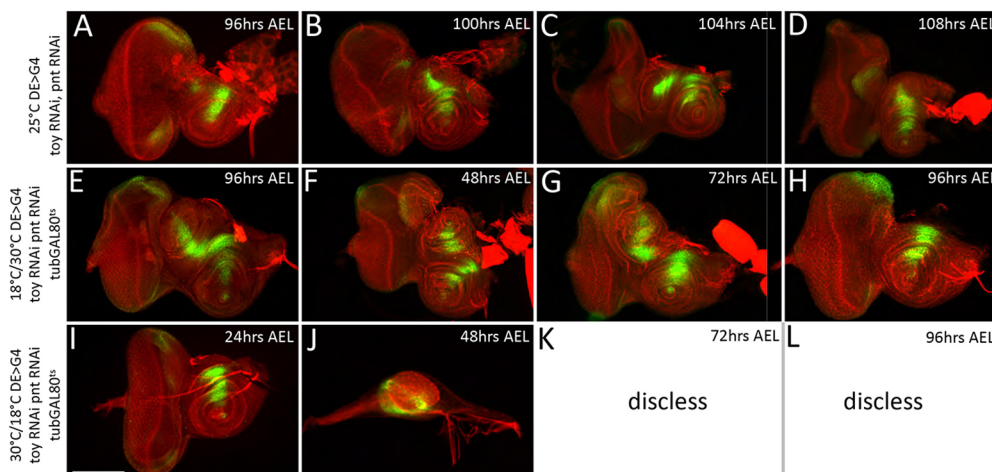 A 96hrs AEL
B 100hrs AEL
C 104hrs AEL
D 108hrs AEL
25°C DE>G4
toy RNAi, pnt RNAi
E 96hrs AEL
F 48hrs AEL
G 72hrs AEL
H 96hrs AEL
18°C/30°C DE>G4
toy RNAi pnt RNAi
tubGAL80ts
I 24hrs AEL
J 48hrs AEL
K 72hrs AEL
L 96hrs AEL
30°C/18°C DE>G4
toy RNAi pnt RNAi
tubGAL80ts
discless
discless